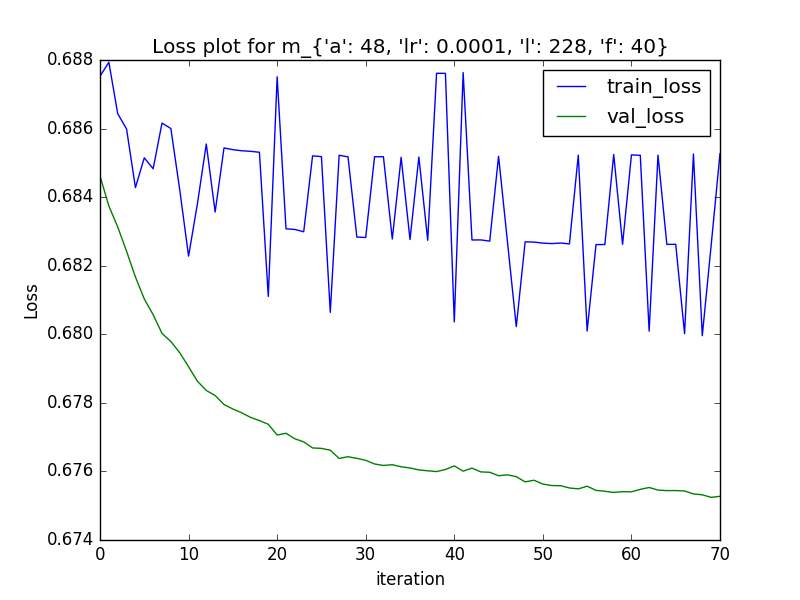 Loss plot for m_{'a': 48, 'lr': 0.0001, 'l': 228, 'f': 40}
train_loss
val_loss
0.688
0.686
0.684
0.682
0.680
0.678
0.676
0.674
Loss
0 10 20 30 40 50 60 70
iteration